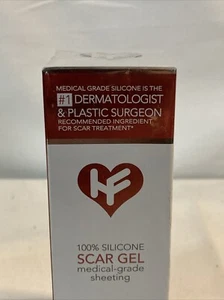 MEDICAL GRADE SILICONE IS THE
#1 DERMATOLOGIST
& PLASTIC SURGEON
RECOMMENDED INGREDIENT
FOR SCAR TREATMENT*
HF
100% SILICONE
SCAR GEL
medical-grade
sheeting